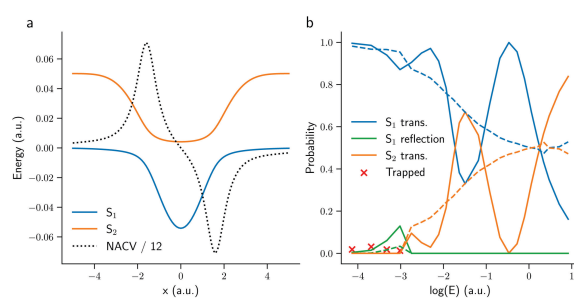 a
Energy (a.u.)
0.06
0.04
0.02
0.00
−0.02
−0.04
−0.06
S₁
S₂
NACV / 12
−4
−2
0
2
4
x (a.u.)
b
Probability
1.0
0.8
0.6
0.4
0.2
0.0
S₁ trans.
S₁ reflection
S₂ trans.
Trapped
−4
−3
−2
−1
0
1
log(E) (a.u.)